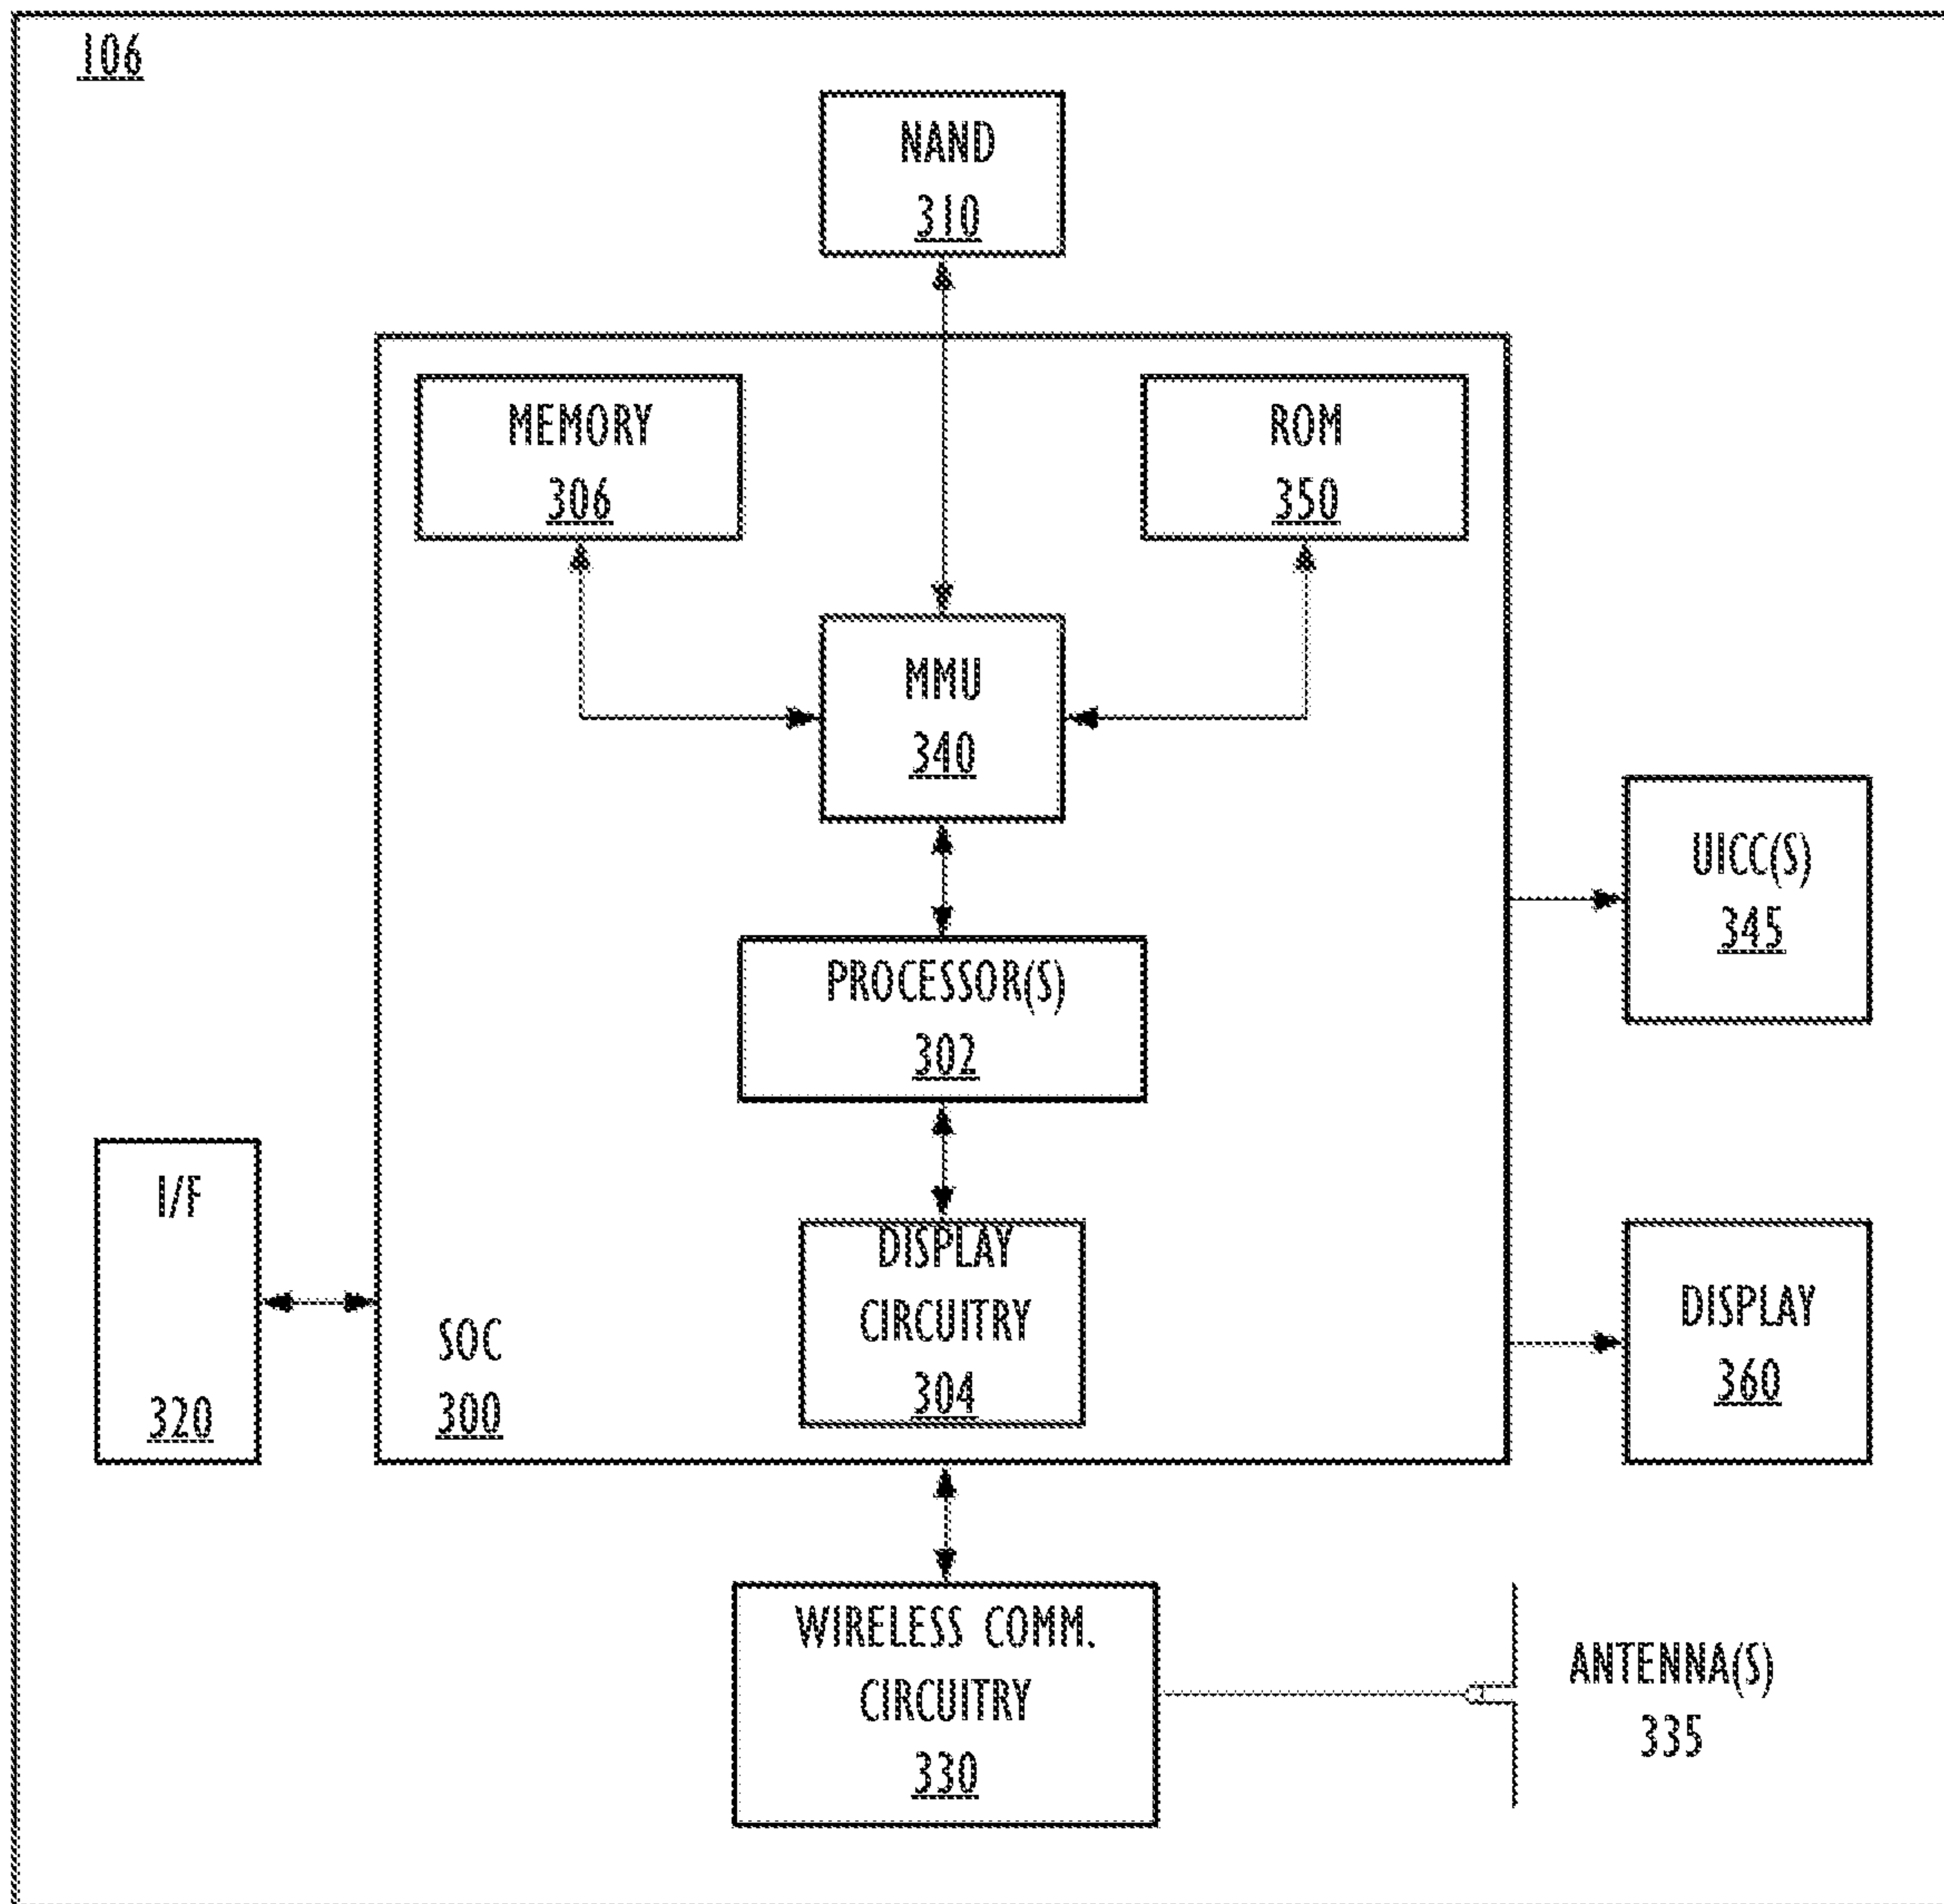 106
NAND
310
MEMORY
306
ROM
350
MMU
340
UICC(S)
345
PROCESSOR(S)
302
I/F
320
DISPLAY
CIRCUITRY
304
SOC
300
DISPLAY
360
WIRELESS COMM.
CIRCUITRY
330
ANTENNA(S)
335